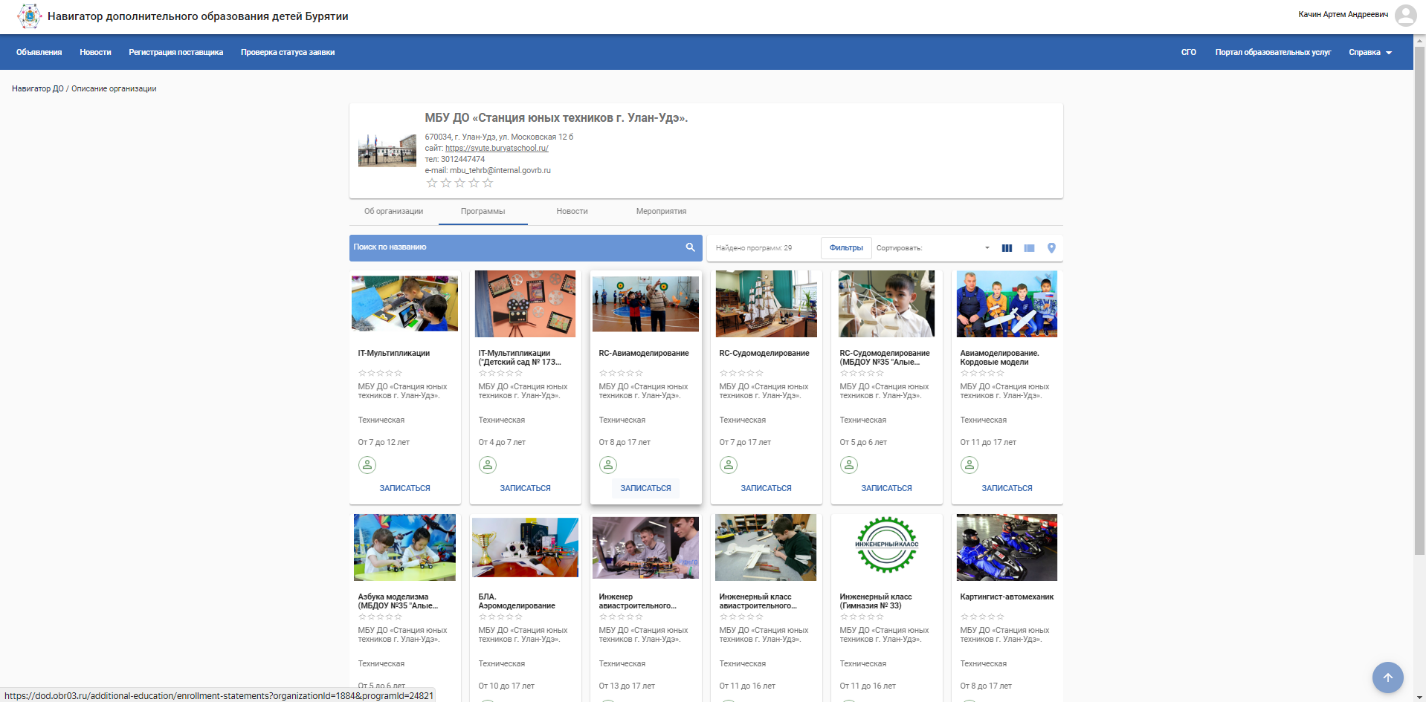 Навигатор дополнительного образования детей Бурятии
Качин Артем Андреевич
Объявления Новости Регистрация поставщика Проверка статуса заявки
СГО Портал образовательных услуг Справка
Навигатор ДО / Описание организации
МБУ ДО «Станция юных техников г. Улан-Удэ».
670034, г. Улан-Удэ, ул. Московская 12 б
сайт: https://syute.buryatschool.ru/
тел: 3012447474
e-mail: mbu_tehrb@internal.govrb.ru
Об организации Программы Новости Мероприятия
Поиск по названию
Найдено программ: 29 Фильтры Сортировать:
IT-Мультипликации
МБУ ДО «Станция юных
техников г. Улан-Удэ».
Техническая
От 7 до 12 лет
ЗАПИСАТЬСЯ
IT-Мультипликации
("Детский сад № 173...
МБУ ДО «Станция юных
техников г. Улан-Удэ».
Техническая
От 4 до 7 лет
ЗАПИСАТЬСЯ
RC-Авиамоделирование
МБУ ДО «Станция юных
техников г. Улан-Удэ».
Техническая
От 8 до 17 лет
ЗАПИСАТЬСЯ
RC-Судомоделирование
МБУ ДО «Станция юных
техников г. Улан-Удэ».
Техническая
От 7 до 17 лет
ЗАПИСАТЬСЯ
RC-Судомоделирование
(МБДОУ №35 "Алые...
МБУ ДО «Станция юных
техников г. Улан-Удэ».
Техническая
От 5 до 6 лет
ЗАПИСАТЬСЯ
Авиамоделирование.
Кордовые модели
МБУ ДО «Станция юных
техников г. Улан-Удэ».
Техническая
От 11 до 17 лет
ЗАПИСАТЬСЯ
Азбука моделизма
(МБДОУ №35 "Алые...
МБУ ДО «Станция юных
техников г. Улан-Удэ».
Техническая
От 5 до 6 лет
БЛА.
Аэромоделирование
МБУ ДО «Станция юных
техников г. Улан-Удэ».
Техническая
От 10 до 17 лет
Инженер
авиастроительного...
МБУ ДО «Станция юных
техников г. Улан-Удэ».
Техническая
От 13 до 17 лет
Инженерный класс
авиастроительного...
МБУ ДО «Станция юных
техников г. Улан-Удэ».
Техническая
От 11 до 16 лет
ИНЖЕНЕРНЫЙ КЛАСС
Инженерный класс
(Гимназия № 33)
МБУ ДО «Станция юных
техников г. Улан-Удэ».
Техническая
От 11 до 16 лет
Картингист-автомеханик
МБУ ДО «Станция юных
техников г. Улан-Удэ».
Техническая
От 8 до 17 лет
https://dod.obr03.ru/additional-education/enrollment-statements?organizationId=1884&programId=24821